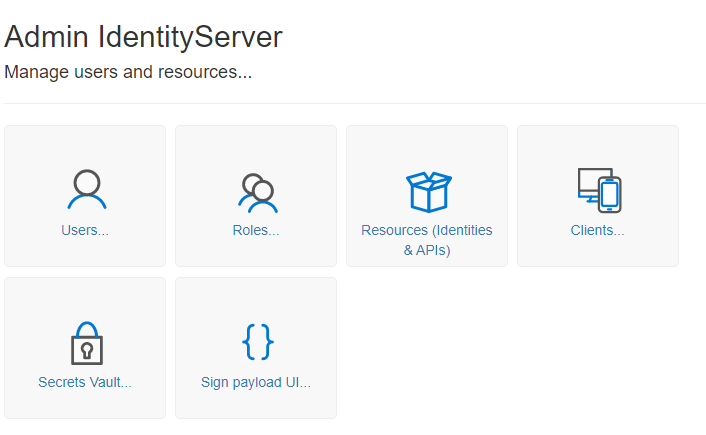 Admin IdentityServer
Manage users and resources...
Users...
Roles...
Resources (Identities
& APIs)
Clients...
Secrets Vault...
Sign payload UI...